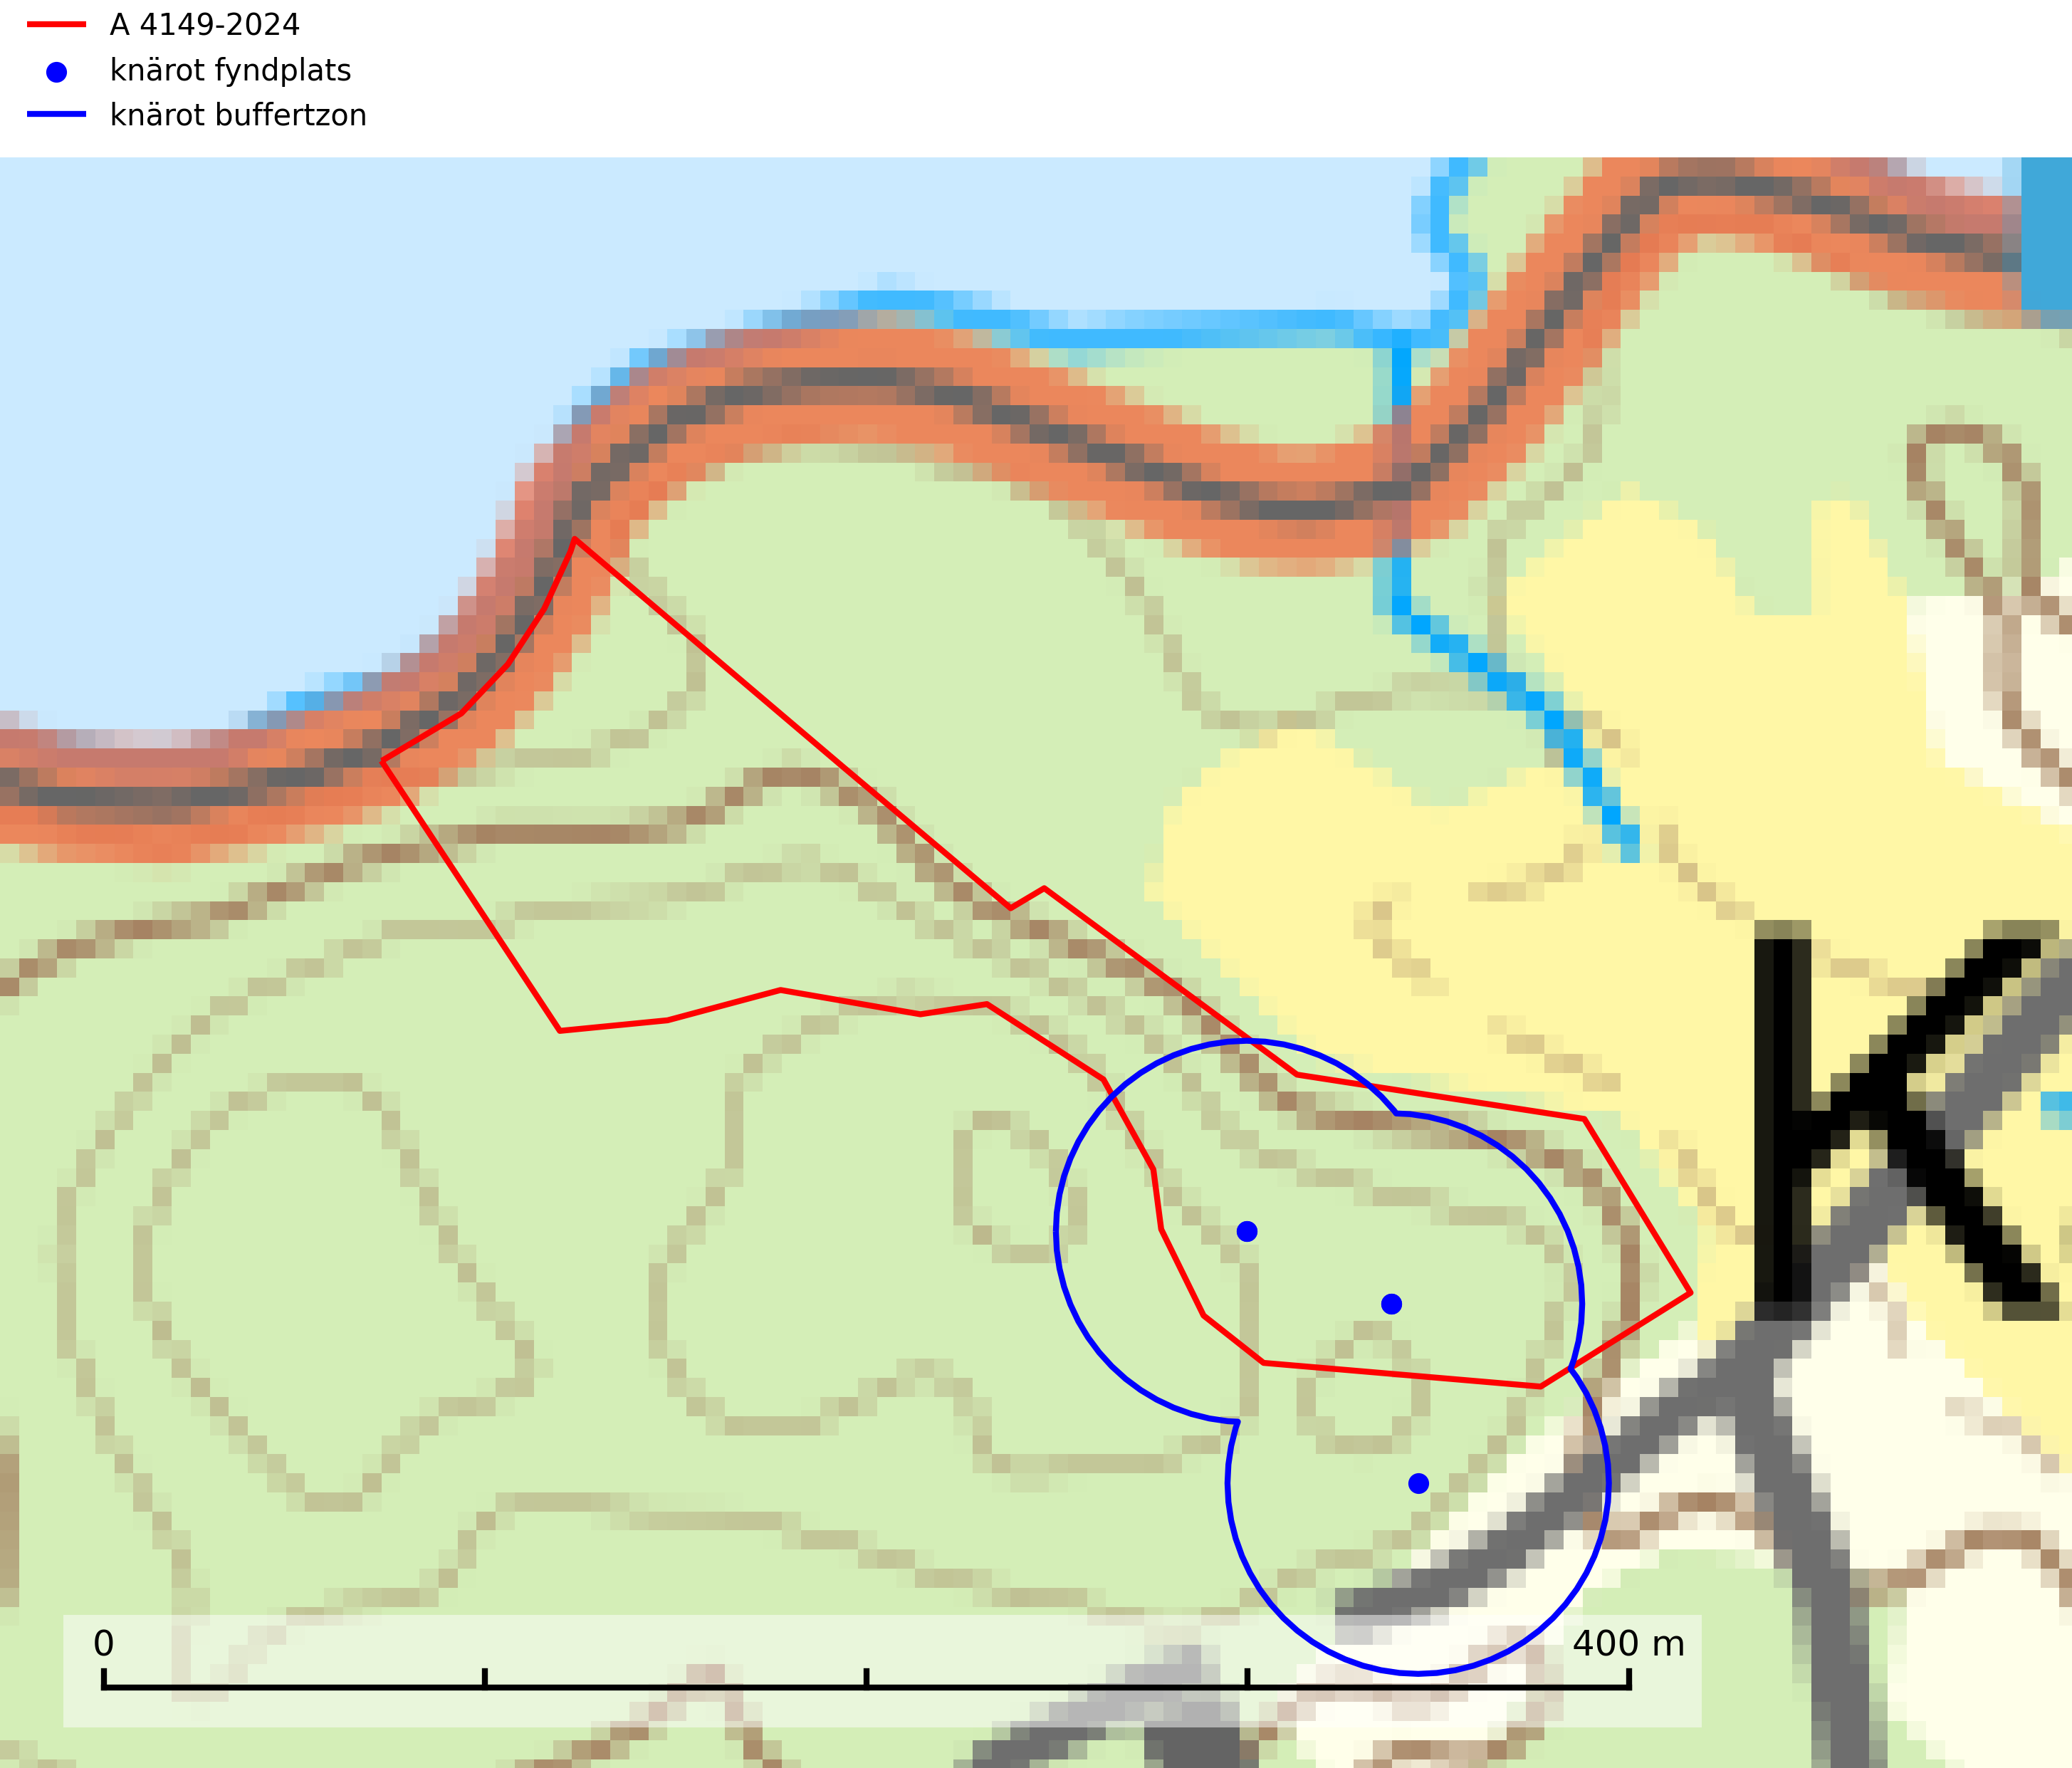 A 4149-2024
knärot fyndplats
knärot buffertzon
0 400 m